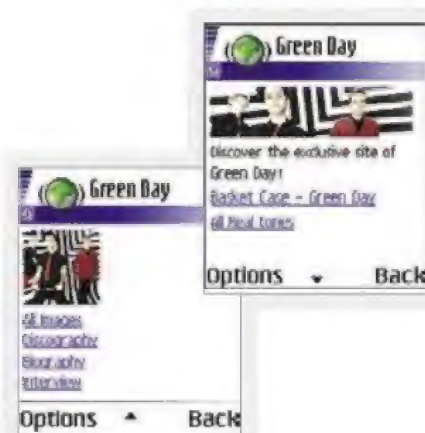 Green Day
Discover the exclusive site of
Green Day!
Basket Case - Green Day
All Real tones
Options Back
Green Day
All Images
Discography
Biography
Interview
Options Back